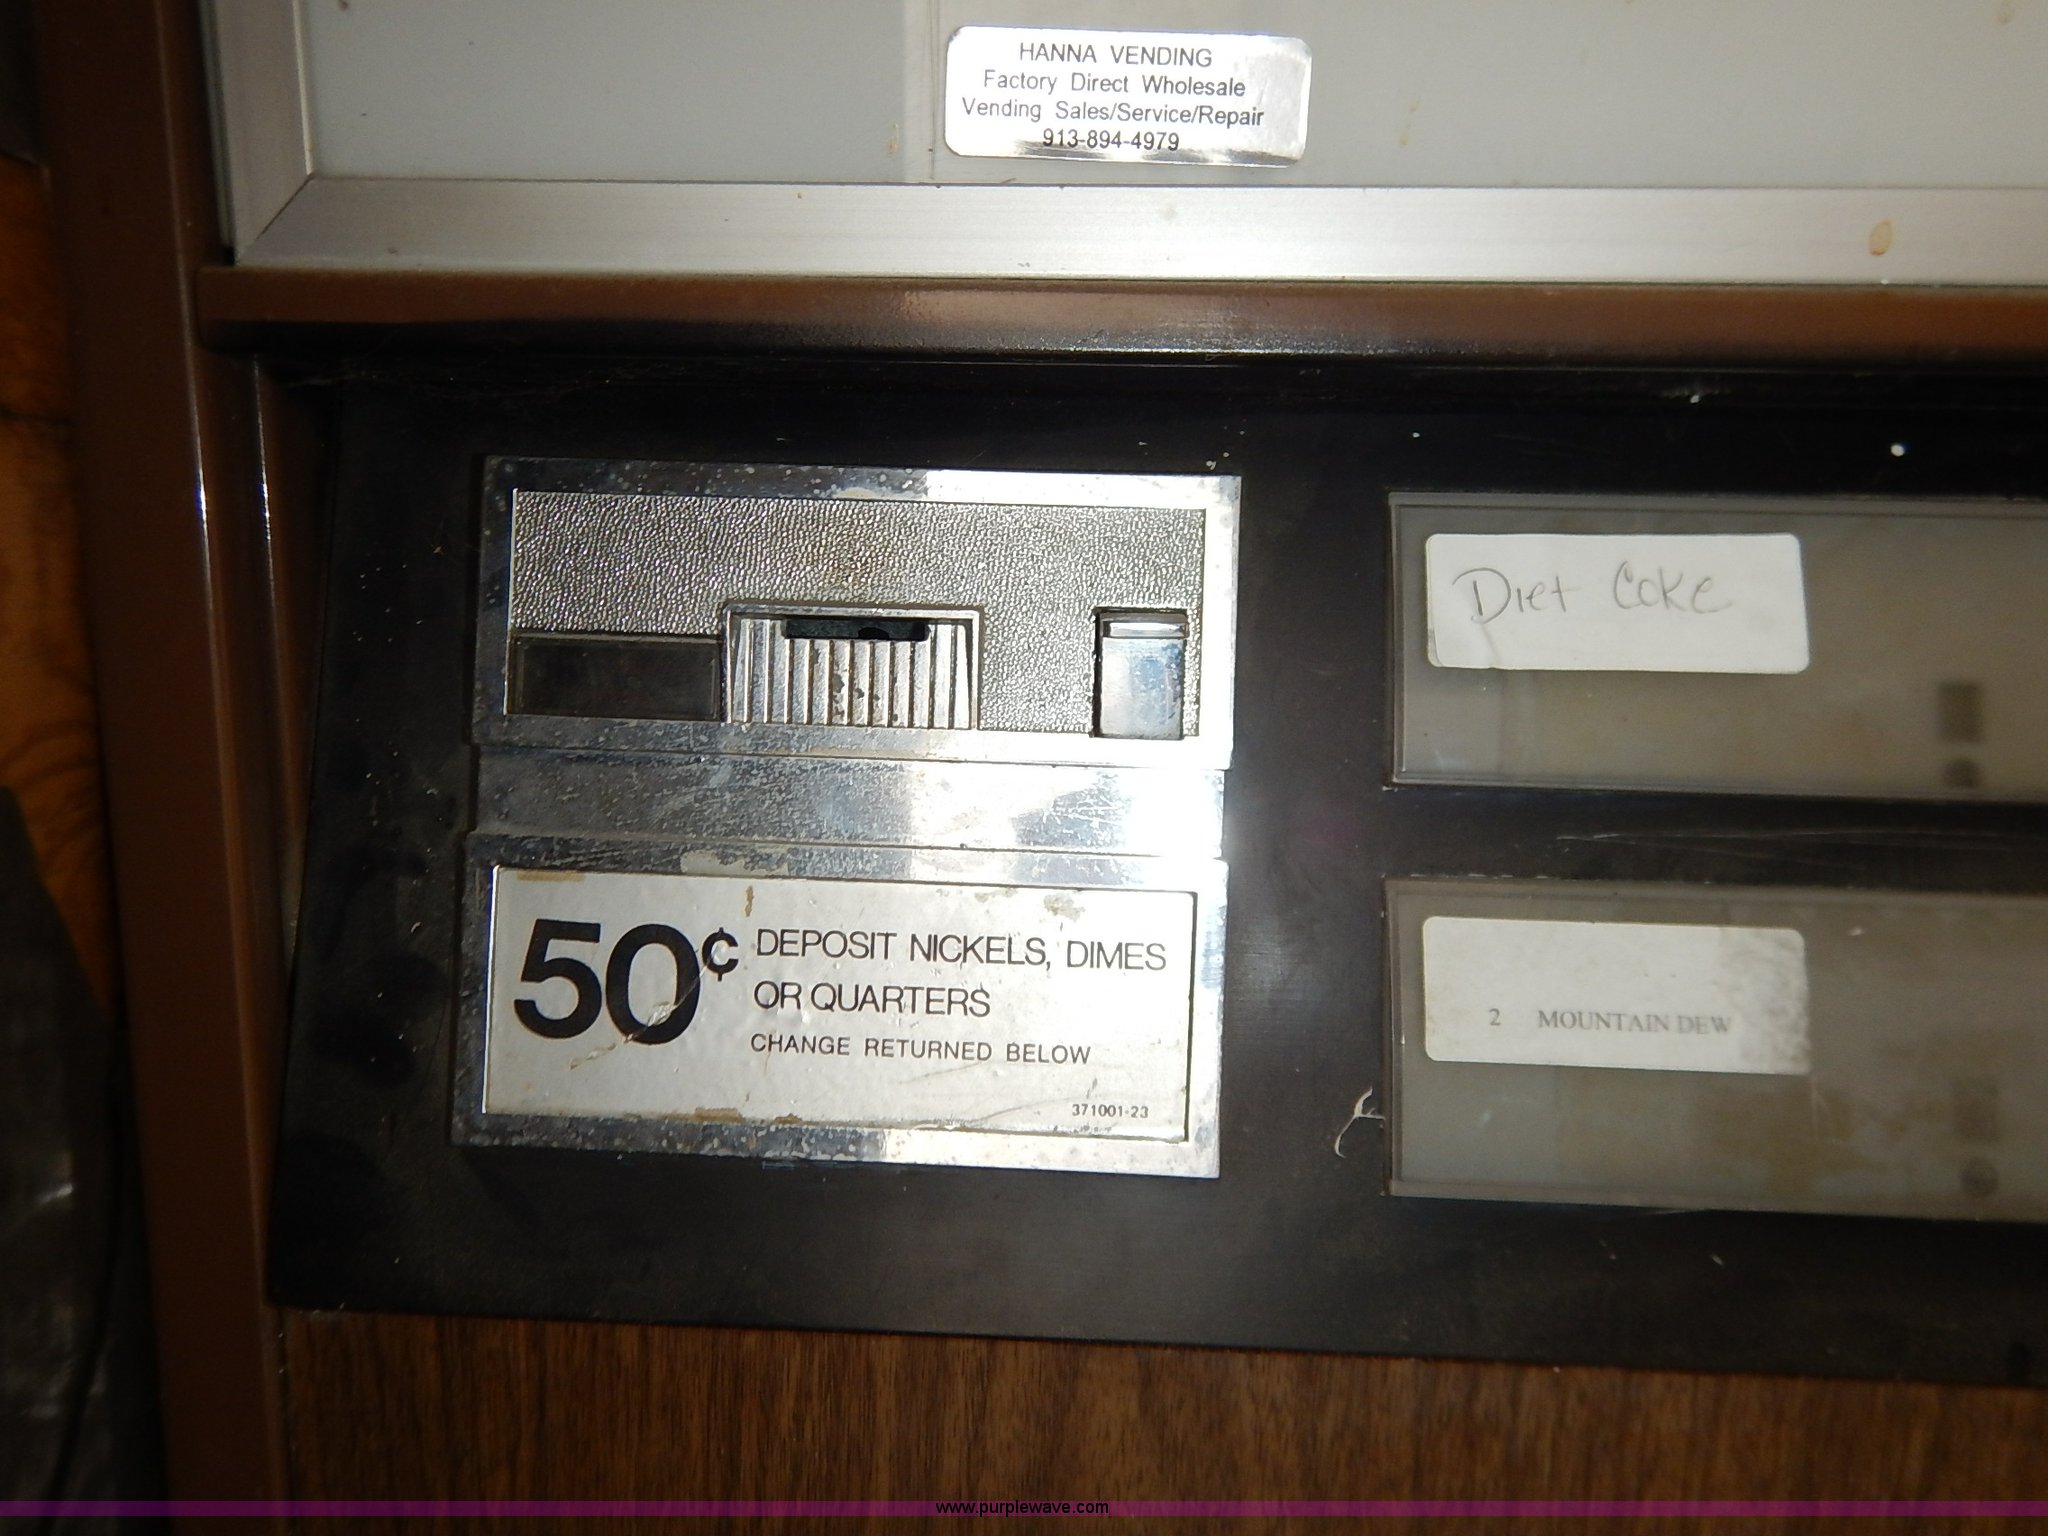 HANNA VENDING
Factory Direct Wholesale
Vending Sales/Service/Repair
913-894-4979
Diet Coke
50¢ DEPOSIT NICKELS, DIMES
OR QUARTERS
CHANGE RETURNED BELOW
371001-23
2 MOUNTAIN DEW
www.purplewave.com